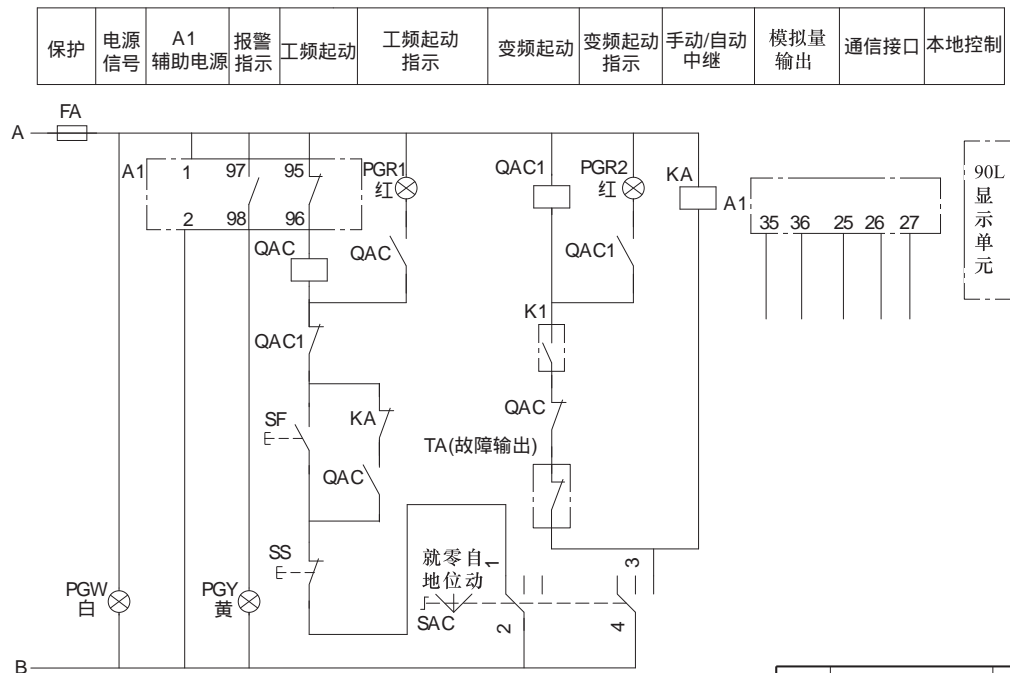 保护
电源
信号
A1
辅助电源
报警
指示
工频起动
工频起动
指示
变频起动
变频起动
指示
手动/自动
中继
模拟量
输出
通信接口
本地控制
FA
A
A1
1
97
95
PGR1
红
QAC1
PGR2
红
KA
A1
90L
显
示
单
元
2
98
96
35
36
25
26
27
QAC
QAC
QAC1
K1
QAC1
SF
KA
QAC
TA(故障输出)
QAC
SS
就零自
地位动
1
3
PGW
白
PGY
黄
SAC
2
4
B